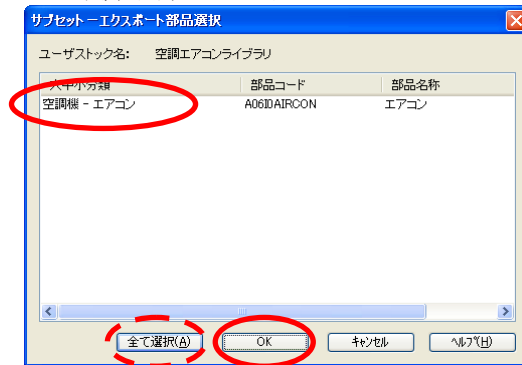 サブセットーエクスポート部品選択
ユーザストック名: 空調エアコンライブラリ
大中小分類 部品コード 部品名称
空調機 - エアコン A06IDAIRCON エアコン
全て選択(A) OK キャンセル ヘルプ(H)